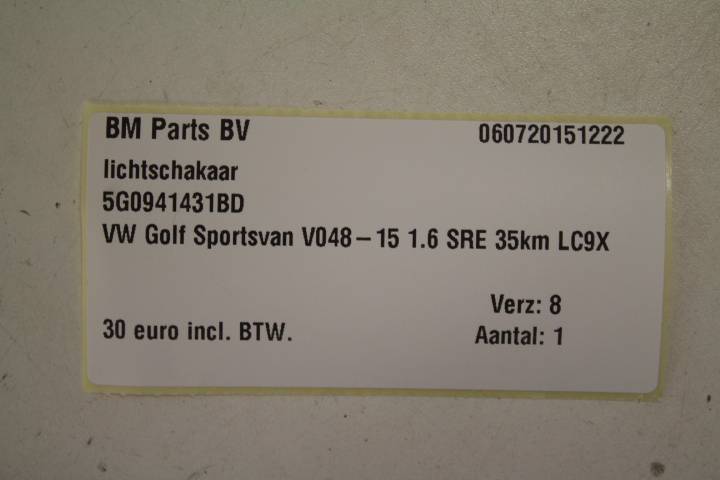 BM Parts BV 060720151222
lichtschakaar
5G0941431BD
VW Golf Sportsvan V048-15 1.6 SRE 35km LC9X
Verz: 8
30 euro incl. BTW. Aantal: 1